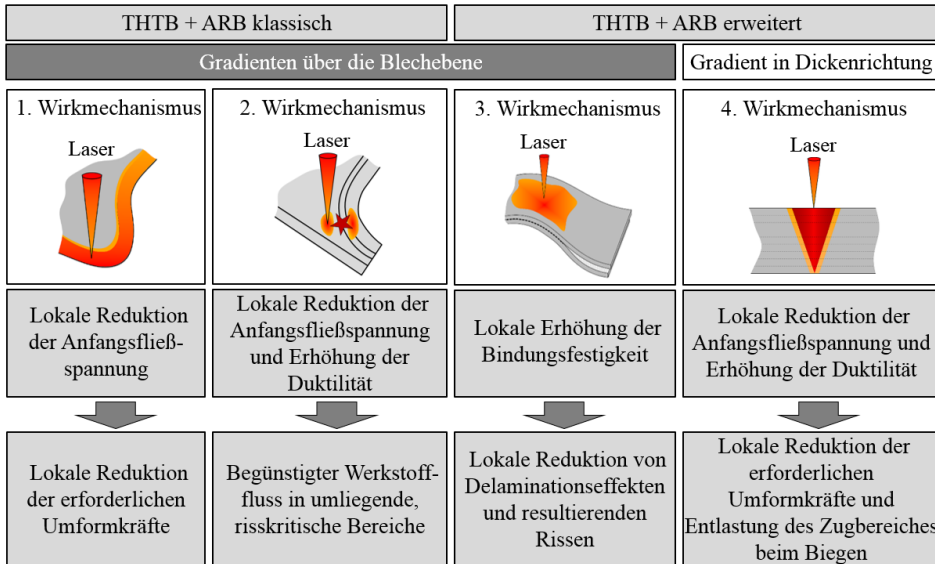 THTB + ARB klassisch
THTB + ARB erweitert
Gradienten über die Blechebene
Gradient in Dickenrichtung
1. Wirkmechanismus
Laser
2. Wirkmechanismus
Laser
3. Wirkmechanismus
Laser
4. Wirkmechanismus
Laser
Lokale Reduktion
der Anfangsfließ-
spannung
Lokale Reduktion der
Anfangsfließspannung
und Erhöhung der
Duktilität
Lokale Erhöhung der
Bindungsfestigkeit
Lokale Reduktion der
Anfangsfließspannung und
Erhöhung der Duktilität
Lokale Reduktion
der erforderlichen
Umformkräfte
Begünstigter Werkstoff-
fluss in umliegende,
risskritische Bereiche
Lokale Reduktion von
Delaminationseffekten
und resultierenden
Rissen
Lokale Reduktion der
erforderlichen
Umformkräfte und
Entlastung des Zugbereiches
beim Biegen